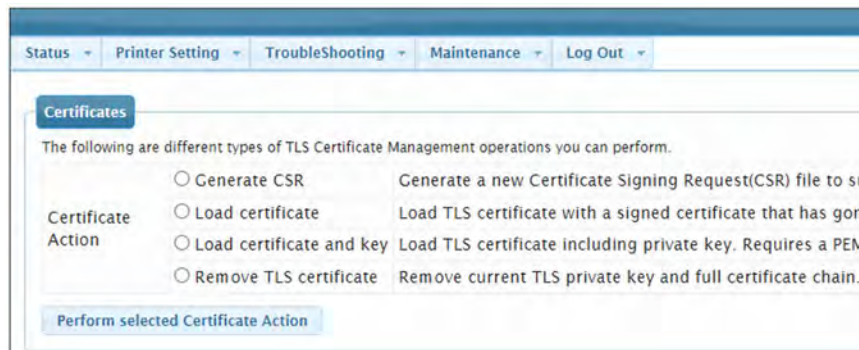 Status Printer Setting TroubleShooting Maintenance Log Out
Certificates
The following are different types of TLS Certificate Management operations you can perform.
Certificate Action
Generate CSR Generate a new Certificate Signing Request(CSR) file to
Load certificate Load TLS certificate with a signed certificate that has
Load certificate and key Load TLS certificate including private key. Requires a PEM
Remove TLS certificate Remove current TLS private key and full certificate chain.
Perform selected Certificate Action